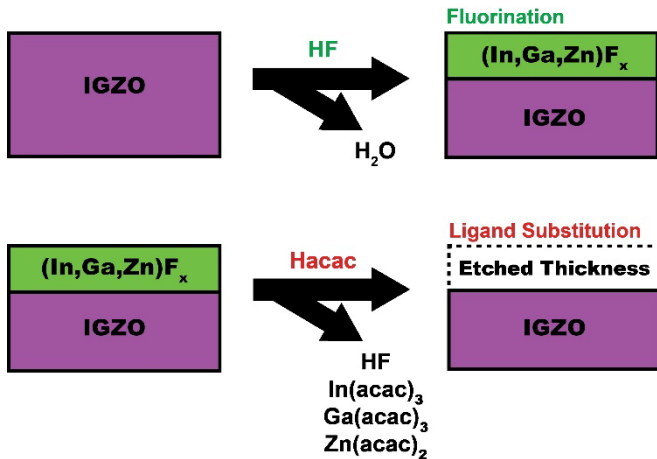 Fluorination
IGZO
HF
H₂O
(In,Ga,Zn)Fₓ
IGZO
(In,Ga,Zn)Fₓ
IGZO
Hacac
HF
In(acac)₃
Ga(acac)₃
Zn(acac)₂
Ligand Substitution
Etched Thickness
IGZO